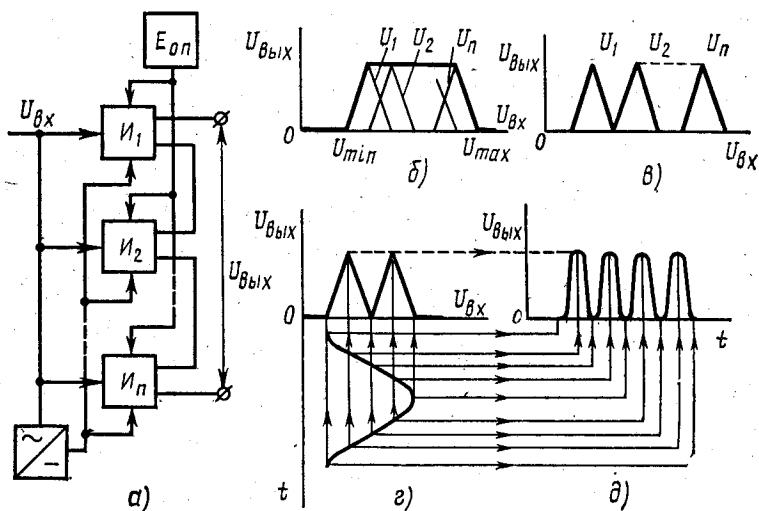 Eоп
Uвх
И1
И2
Иn
Uвых
~
–
а)
Uвых
U1
U2
Un
0
Uвх
Umin
Umax
б)
Uвых
U1
U2
Un
0
Uвх
в)
Uвых
0
Uвх
t
г)
Uвых
0
t
д)